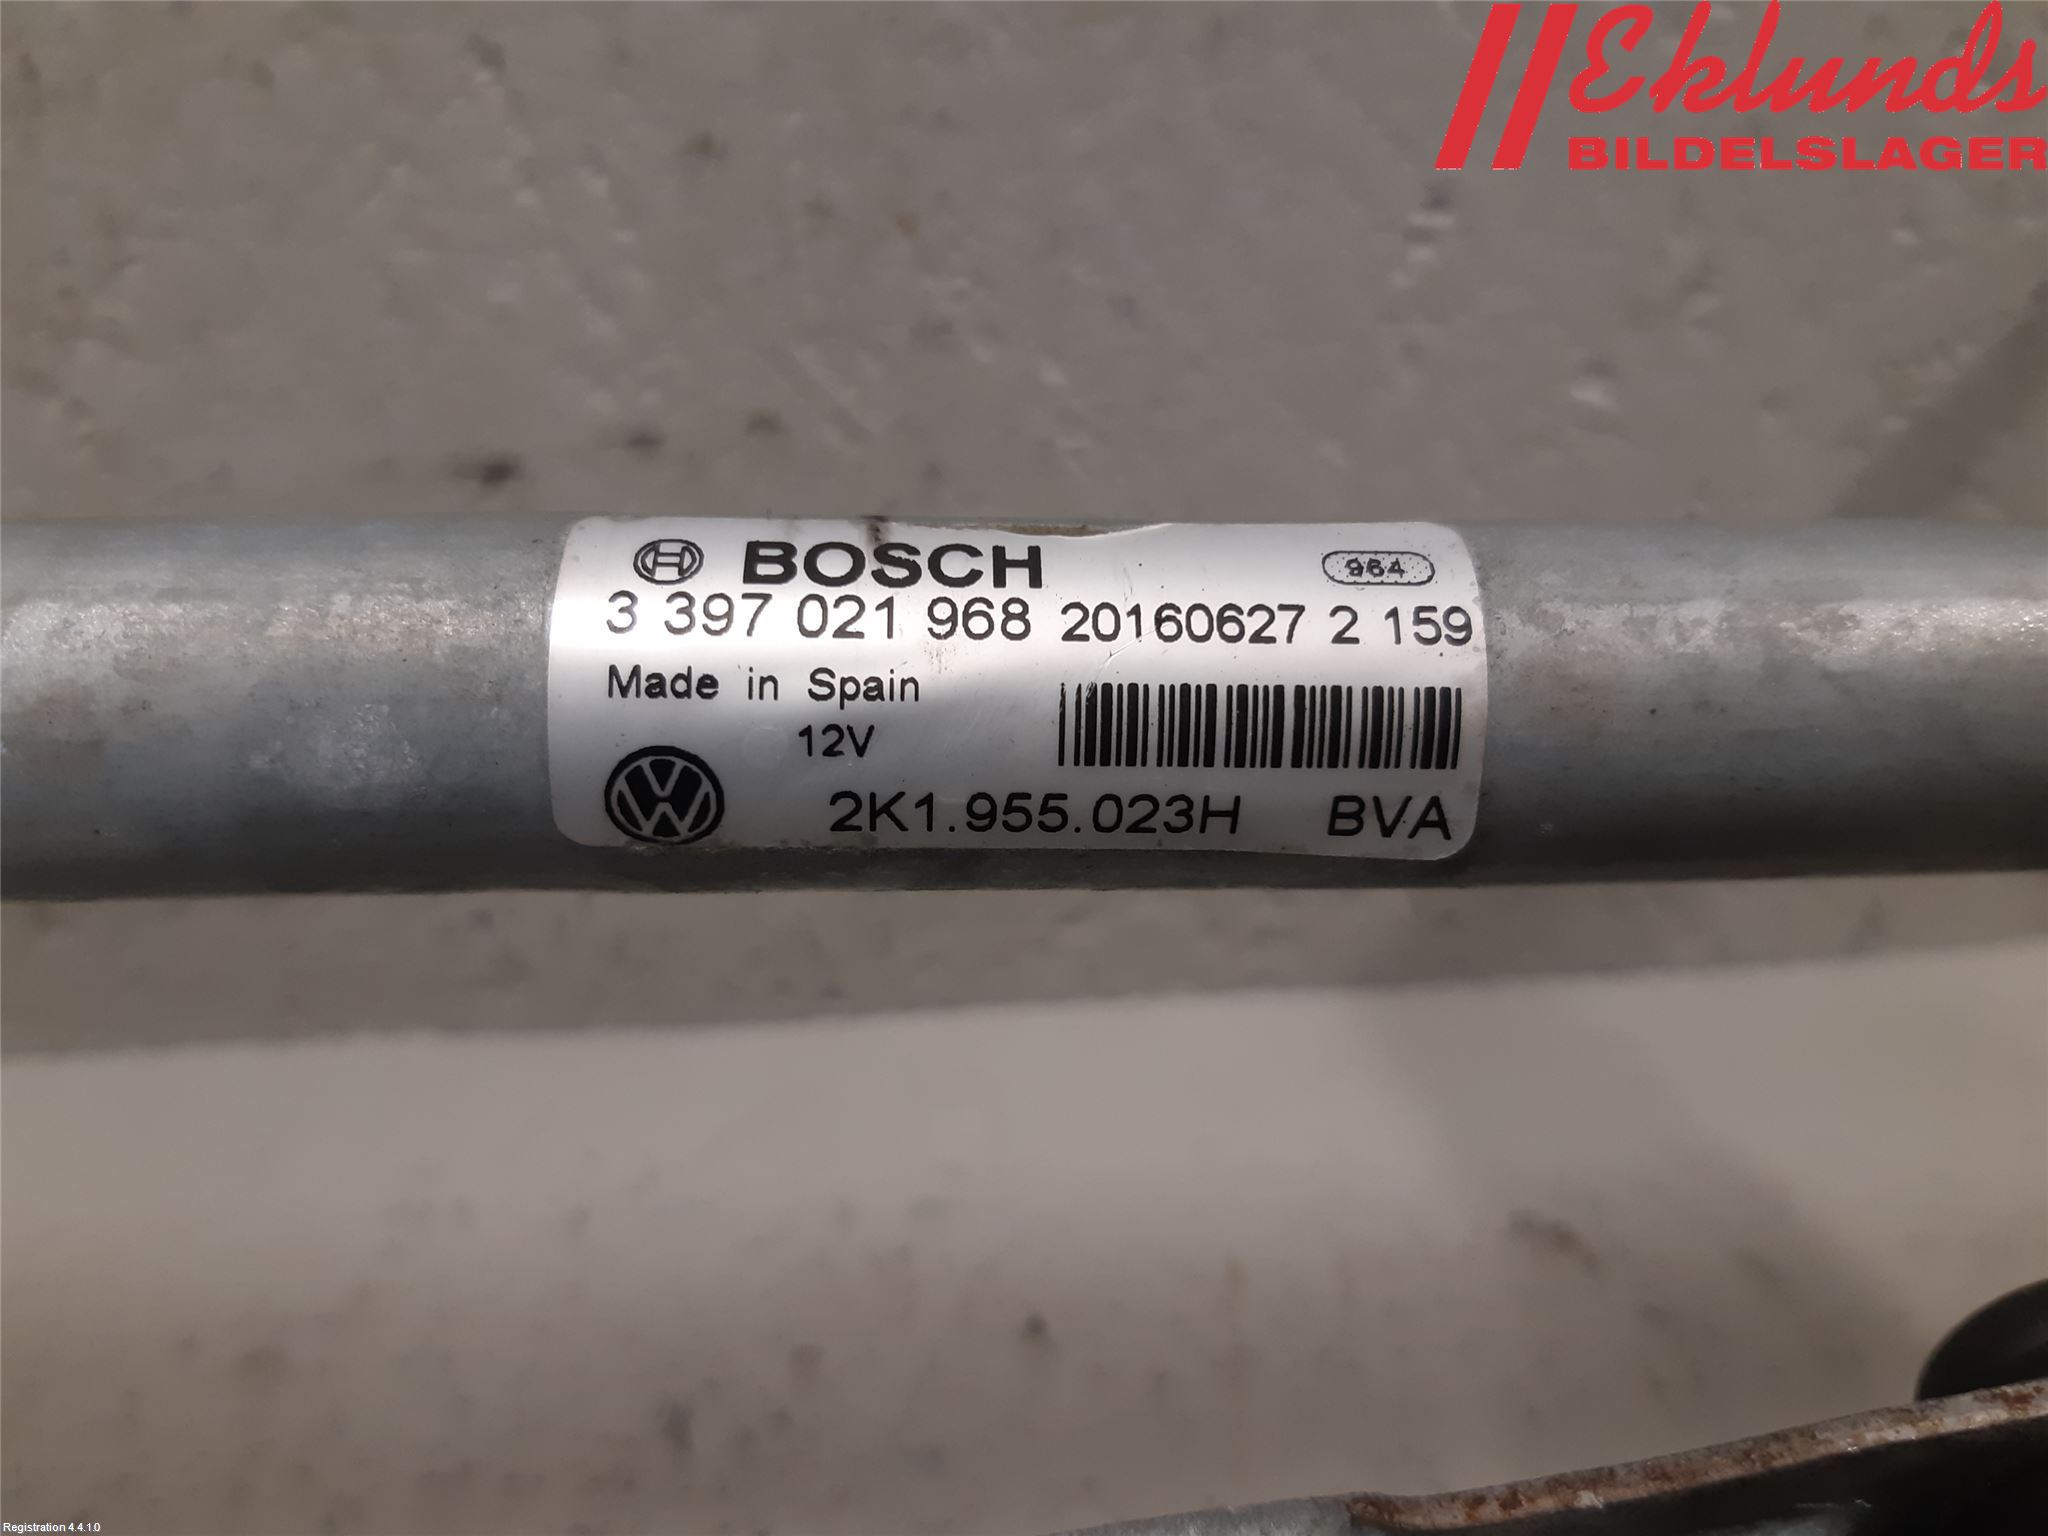 Eklunds
BILDELSLAGER
BOSCH
964
3 397 021 968 20160627 2 159
Made in Spain
12V
2K1.955.023H BVA
Registration 4.4.1.0